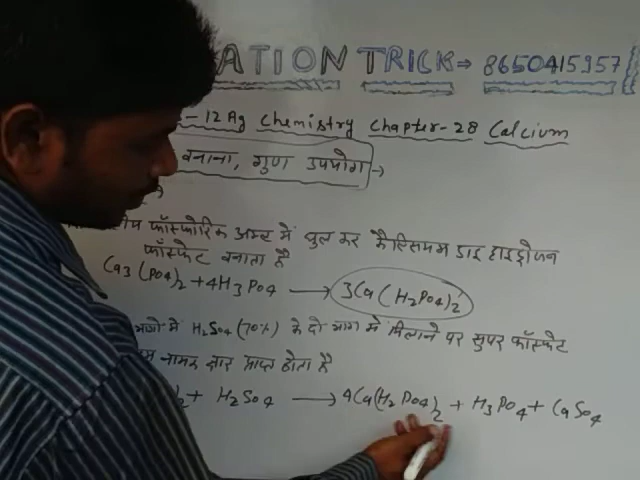 ATION TRICK → 8650415957
- 12 Ag Chemistry Chapter - 28 Calcium
बनाना, गुण उपयोग →
फॉस्फोरिक अम्ल में घुल कर कैल्सियम डाइ हाइड्रोजन
फॉस्फेट बनाता है
Ca3(PO4)2 + 4H3PO4 → 3Ca(H2PO4)2
भागो में H2SO4 (70%) के दो भाग में मिलाने पर सुपर फॉस्फेट
नामक क्षार प्राप्त होता है
)2 + H2SO4 → 4Ca(H2PO4)2 + H3PO4 + CaSO4